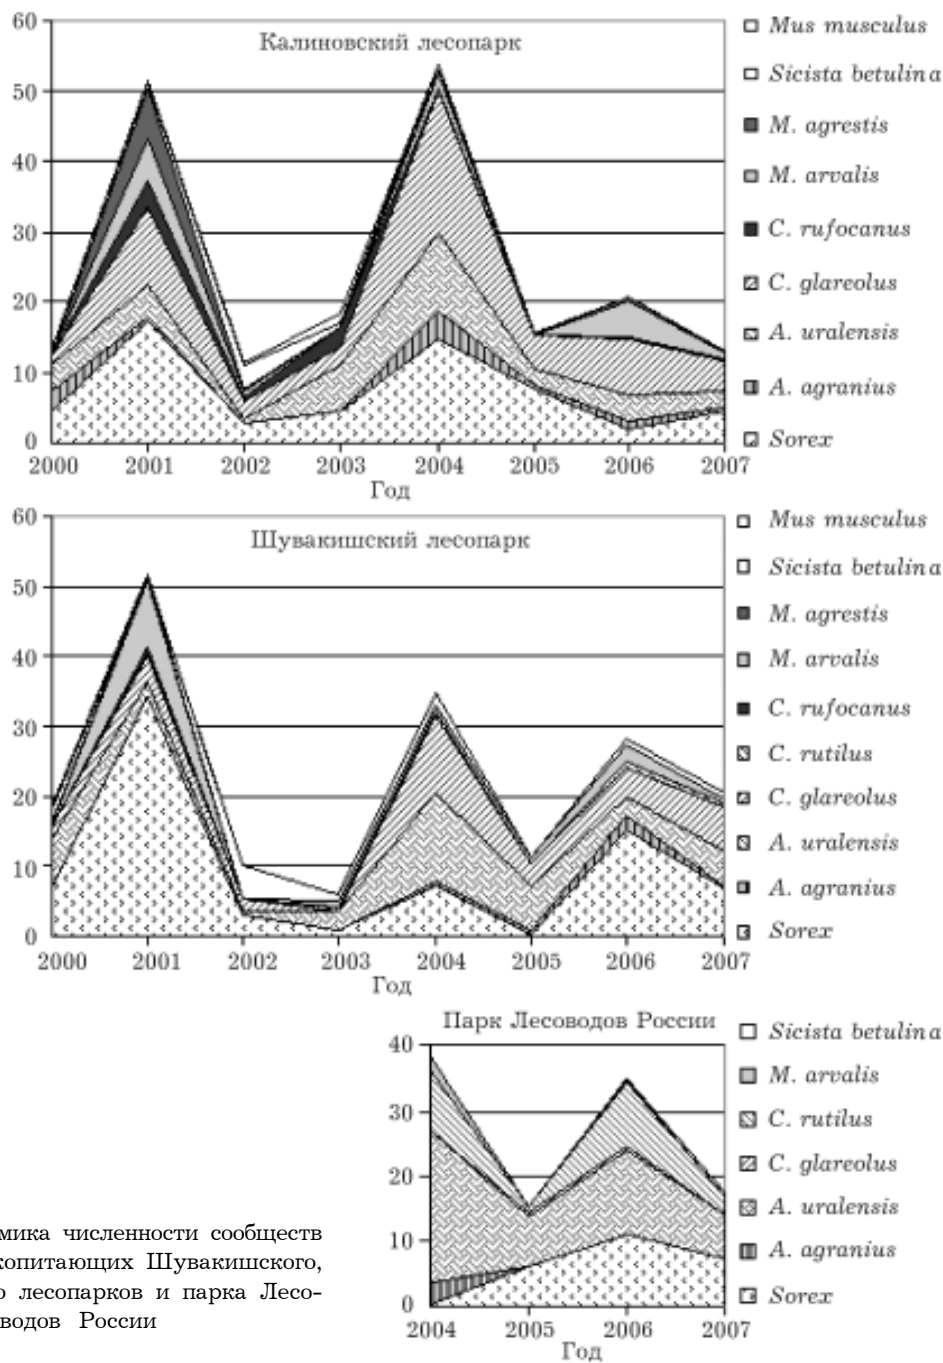 Калиновский лесопарк
60
50
40
30
20
10
0
2000 2001 2002 2003 2004 2005 2006 2007
Год
Mus musculus
Sicista betulina
M. agrestis
M. arvalis
C. rufocanus
C. glareolus
A. uralensis
A. agranius
Sorex
Шувакишский лесопарк
60
50
40
30
20
10
0
2000 2001 2002 2003 2004 2005 2006 2007
Год
Mus musculus
Sicista betulina
M. agrestis
M. arvalis
C. rufocanus
C. rutilus
C. glareolus
A. uralensis
A. agranius
Sorex
Парк Лесоводов России
40
30
20
10
0
2004 2005 2006 2007
Год
Sicista betulina
M. arvalis
C. rutilus
C. glareolus
A. uralensis
A. agranius
Sorex
мика численности сообществ
копитающих Шувакишского,
о лесопарков и парка Лесо-
водов России